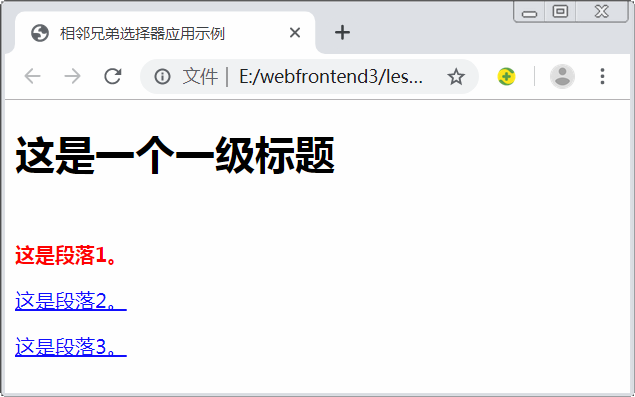 相邻兄弟选择器应用示例
文件 | E:/webfrontend3/les...
这是一个一级标题
这是段落1。
这是段落2。
这是段落3。